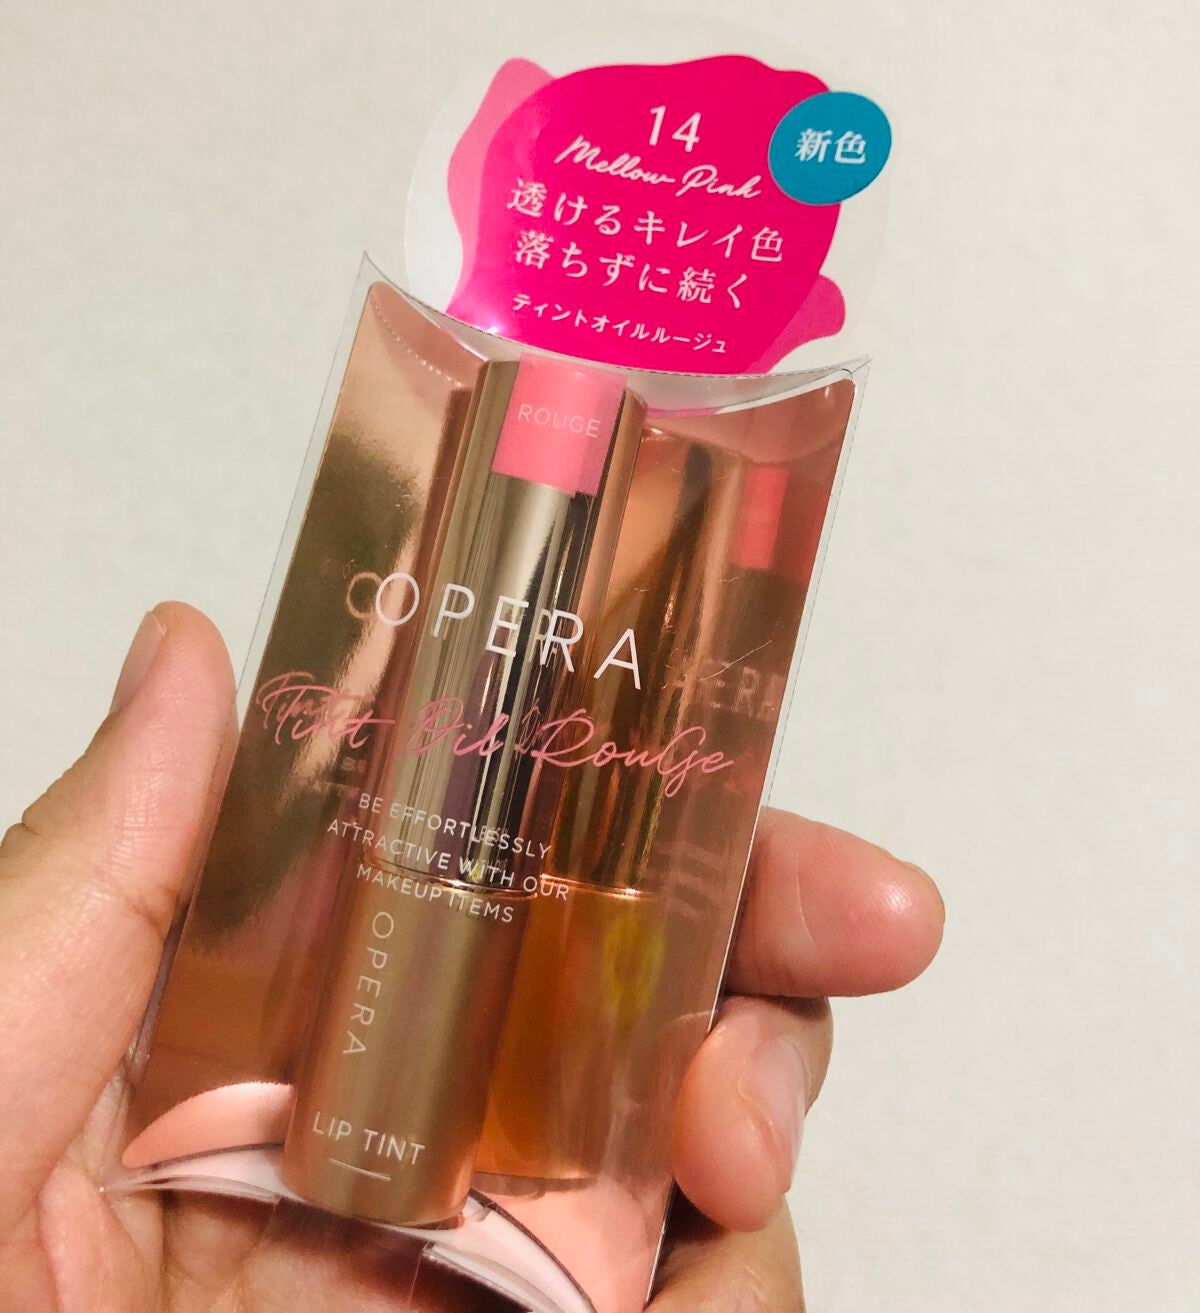 14
Mellow Pink
新色
透けるキレイ色
落ちずに続く
ティントオイルルージュ
ROUGE
OPERA
Tint Oil Rouge
BE EFFORTLESSLY
ATTRACTIVE WITH OUR
MAKEUP ITEMS
OPERA
LIP TINT